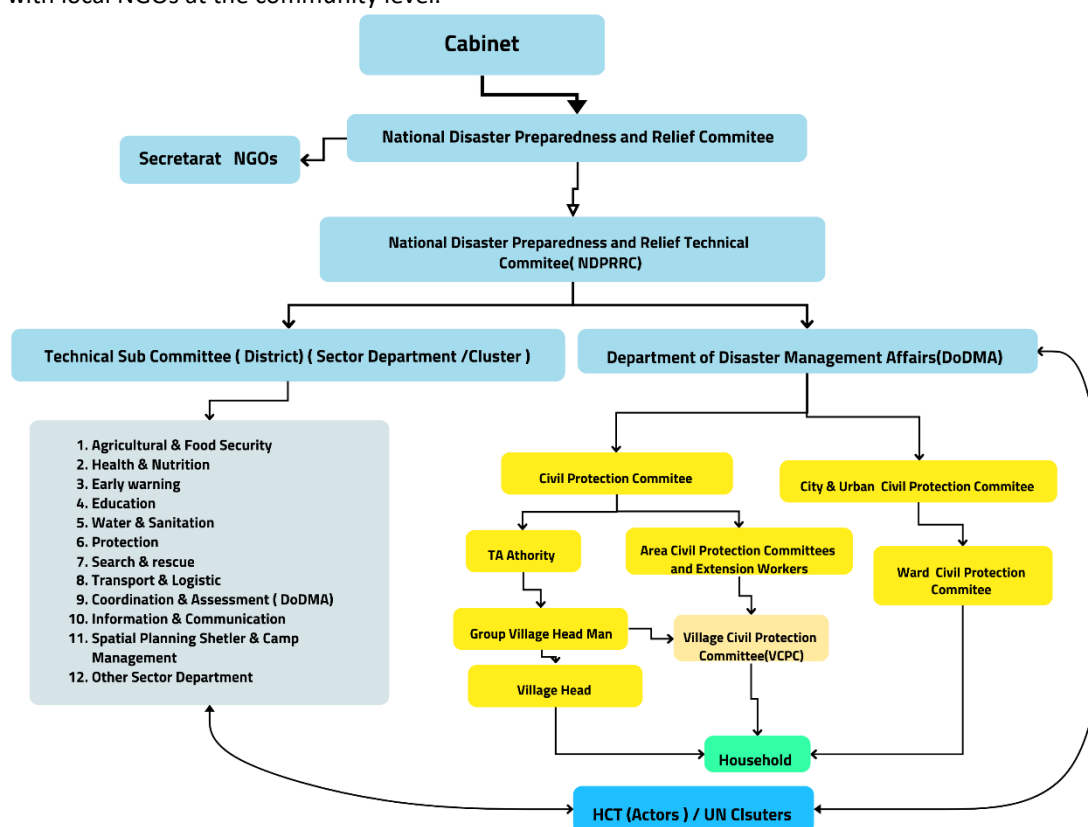 with local NGOs at the community level.
Cabinet
National Disaster Preparedness and Relief Commitee
Secretarat NGOs
National Disaster Preparedness and Relief Technical
Commitee( NDPRRC)
Technical Sub Committee ( District) ( Sector Department /Cluster )
Department of Disaster Management Affairs(DoDMA)
1. Agricultural & Food Security
2. Health & Nutrition
3. Early warning
4. Education
5. Water & Sanitation
6. Protection
7. Search & rescue
8. Transport & Logistic
9. Coordination & Assessment ( DoDMA)
10. Information & Communication
11. Spatial Planning Shetler & Camp
Management
12. Other Sector Department
Civil Protection Commitee
City & Urban Civil Protection Commitee
TA Athority
Area Civil Protection Committees
and Extension Workers
Ward Civil Protection
Commitee
Group Village Head Man
Village Civil Protection
Committee(VCPC)
Village Head
Household
HCT (Actors ) / UN Clsuters